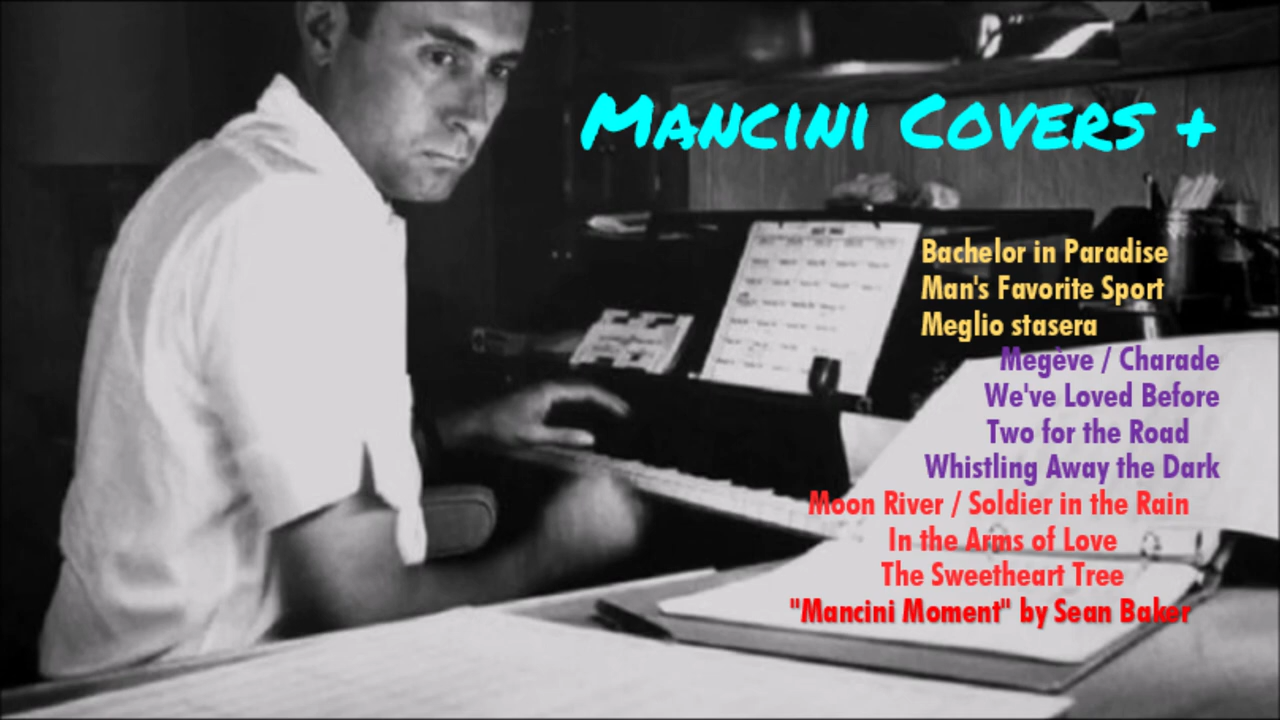 Mancini Covers +
Bachelor in Paradise
Man's Favorite Sport
Meglio stasera
Megève / Charade
We've Loved Before
Two for the Road
Whistling Away the Dark
Moon River / Soldier in the Rain
In the Arms of Love
The Sweetheart Tree
"Mancini Moment" by Sean Baker